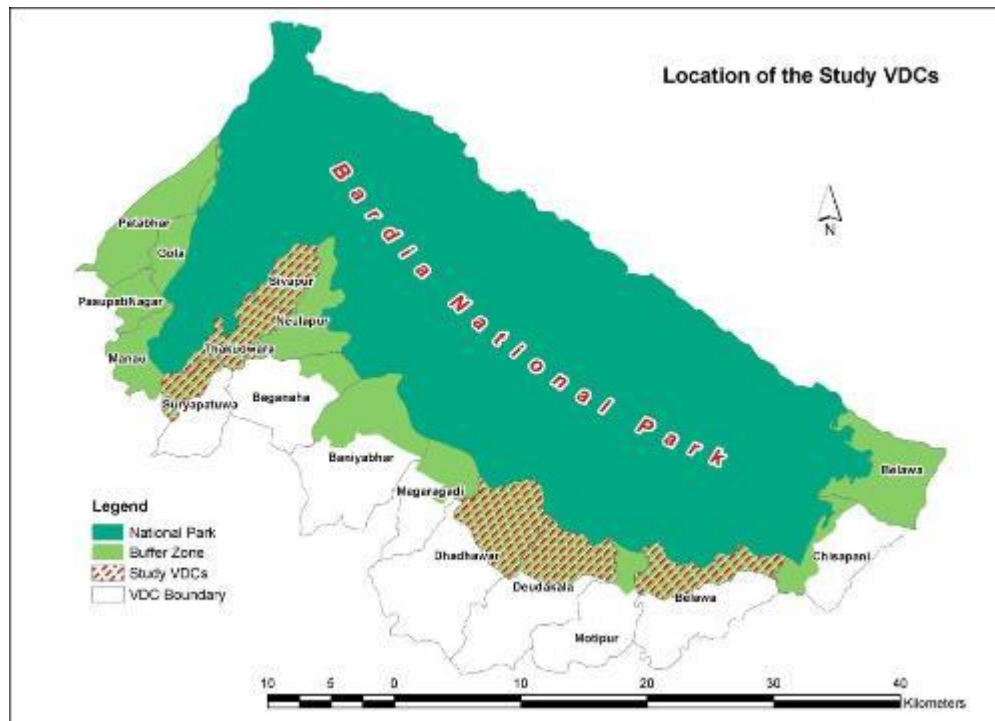 Location of the Study VDCs
Bardia National Park
N
Patabhar
Gola
Sivapur
PasupatiNagar
Neulapur
Thakudwara
Manau
Suryapatuwa
Baganaha
Baniyabhar
Magaragadi
Belawa
Dhadhawar
Chisapani
Deudakala
Belawa
Motipur
Legend
National Park
Buffer Zone
Study VDCs
VDC Boundary
10 5 0 10 20 30 40
Kilometers